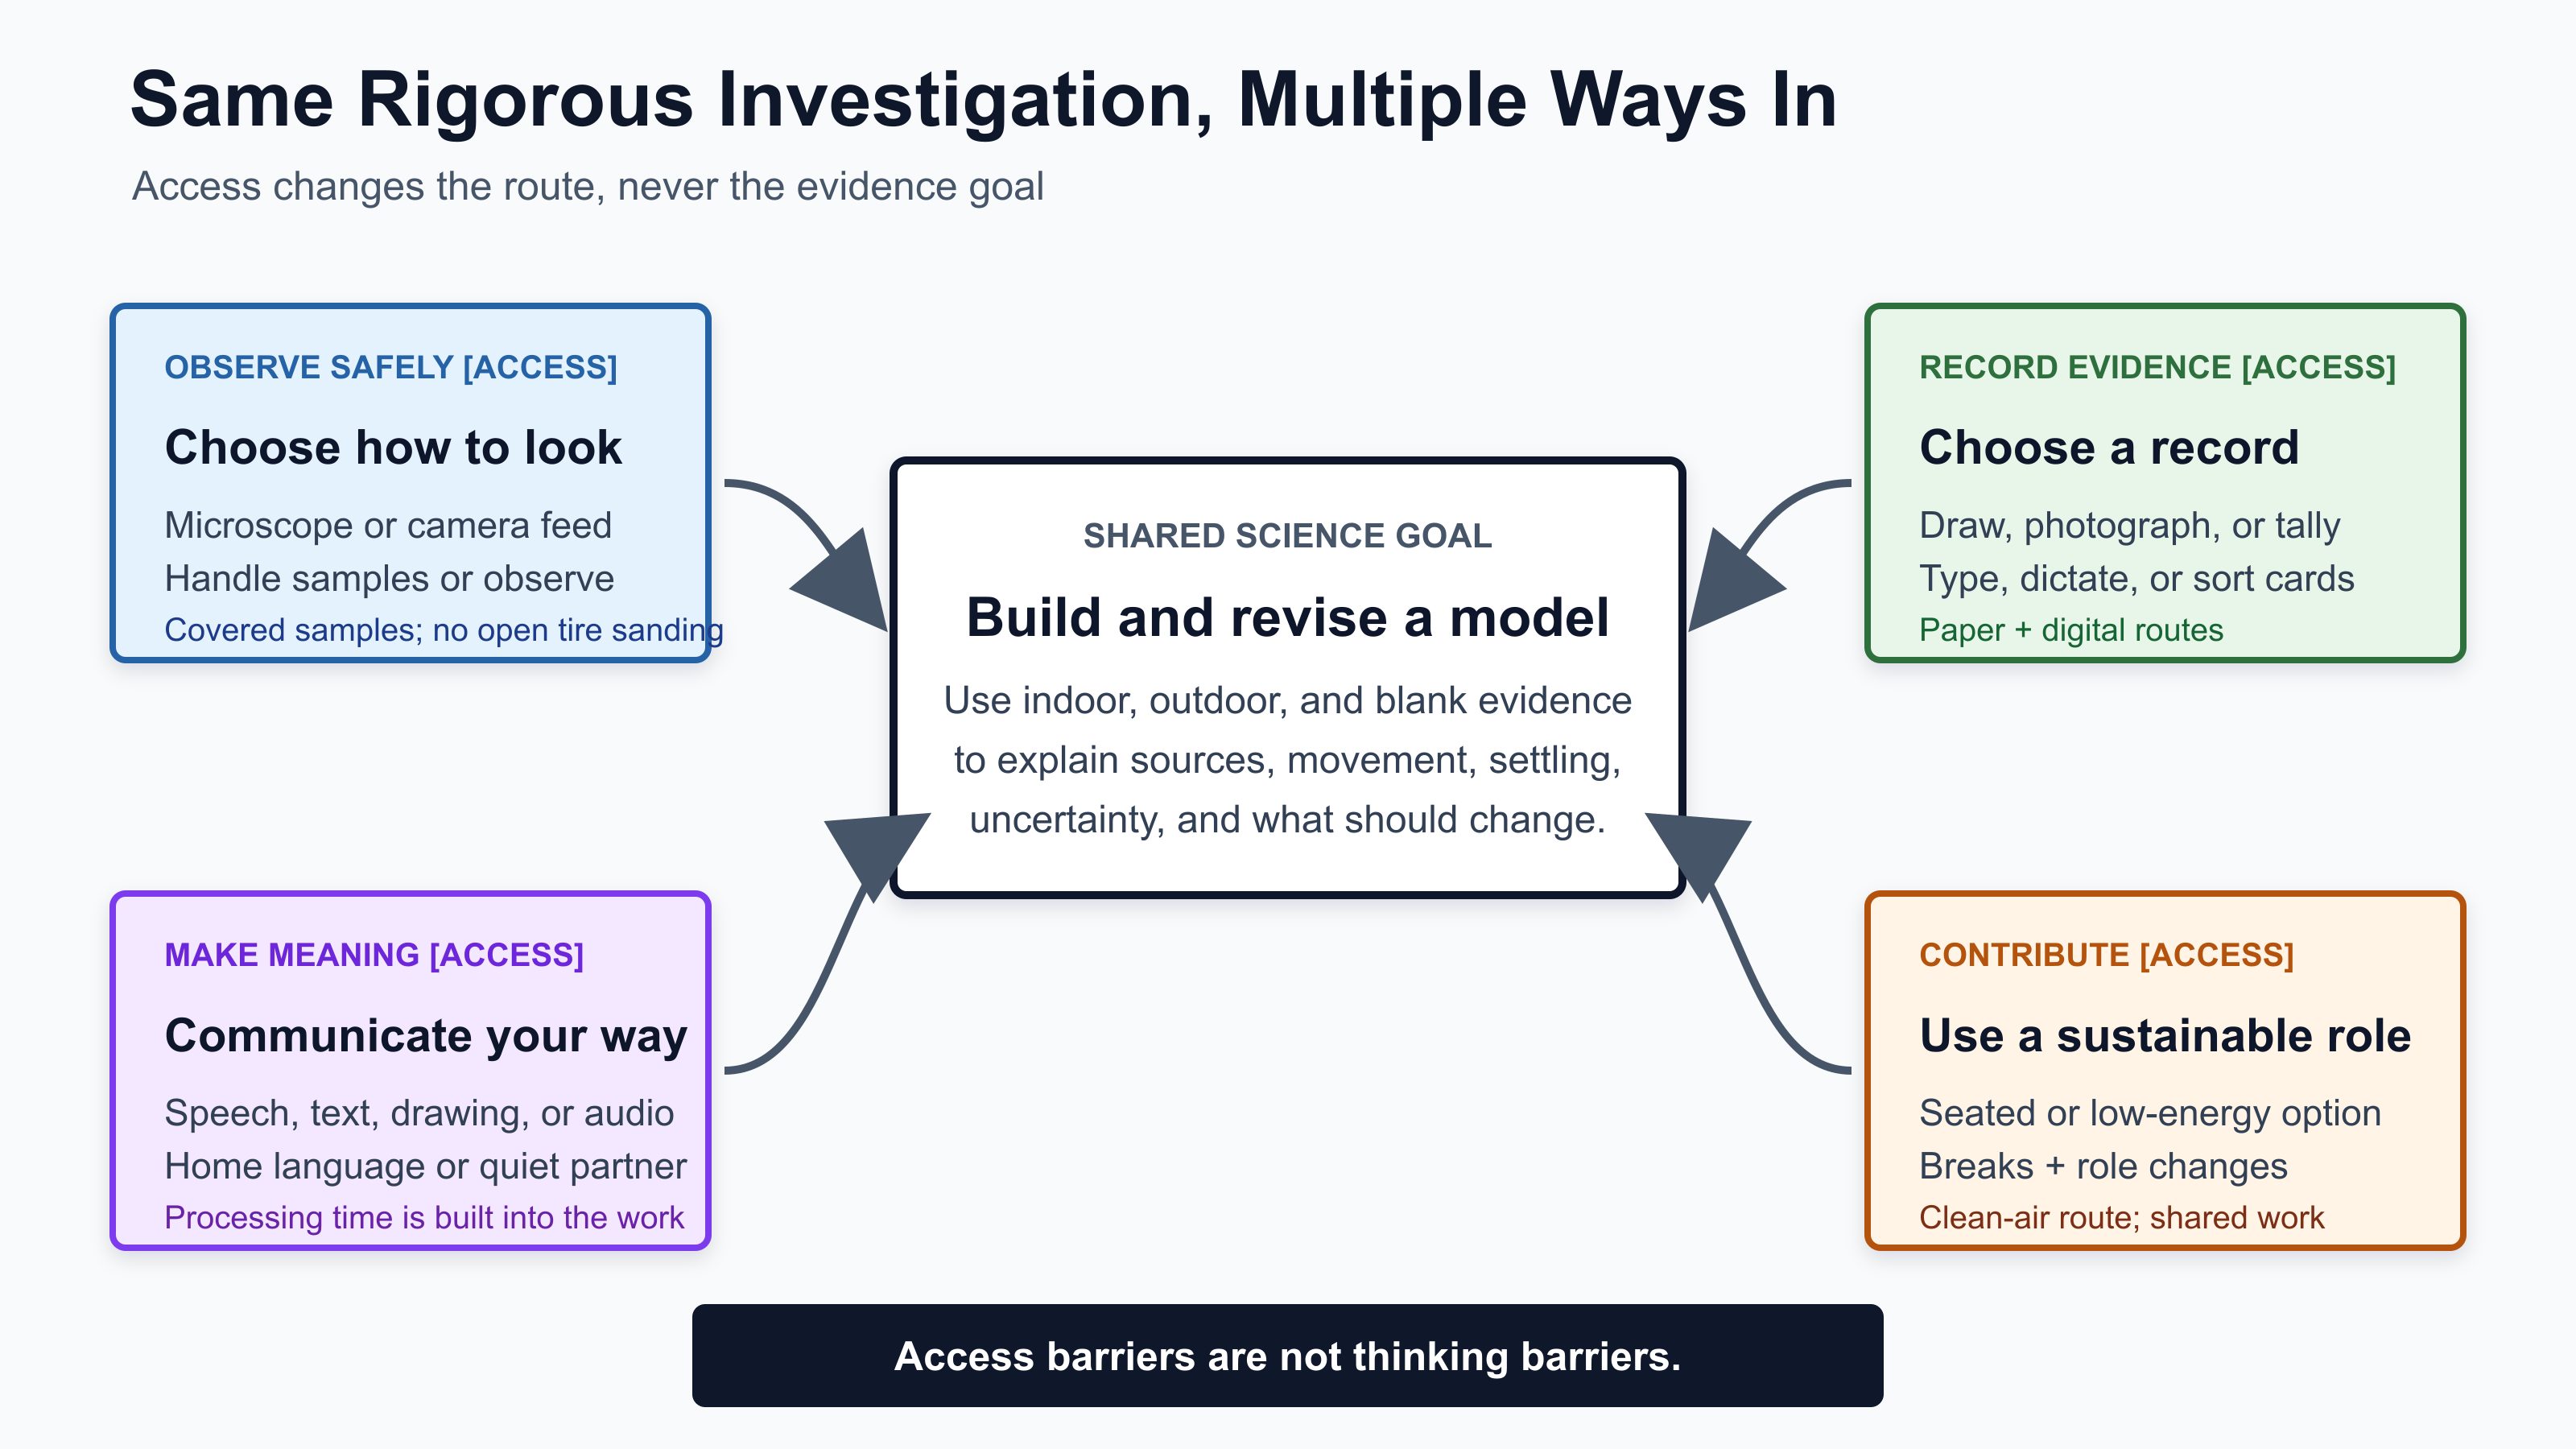 Same Rigorous Investigation, Multiple Ways In
Access changes the route, never the evidence goal
OBSERVE SAFELY [ACCESS]
Choose how to look
Microscope or camera feed
Handle samples or observe
Covered samples; no open tire sanding
RECORD EVIDENCE [ACCESS]
Choose a record
Draw, photograph, or tally
Type, dictate, or sort cards
Paper + digital routes
SHARED SCIENCE GOAL
Build and revise a model
Use indoor, outdoor, and blank evidence
to explain sources, movement, settling,
uncertainty, and what should change.
MAKE MEANING [ACCESS]
Communicate your way
Speech, text, drawing, or audio
Home language or quiet partner
Processing time is built into the work
CONTRIBUTE [ACCESS]
Use a sustainable role
Seated or low-energy option
Breaks + role changes
Clean-air route; shared work
Access barriers are not thinking barriers.